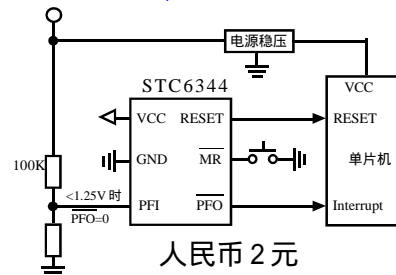 电源稳压
STC6344
VCC
VCC RESET
RESET
100K
GND MR
单片机
<1.25V 时
PFO=0
PFI PFO
Interrupt
人民币 2 元